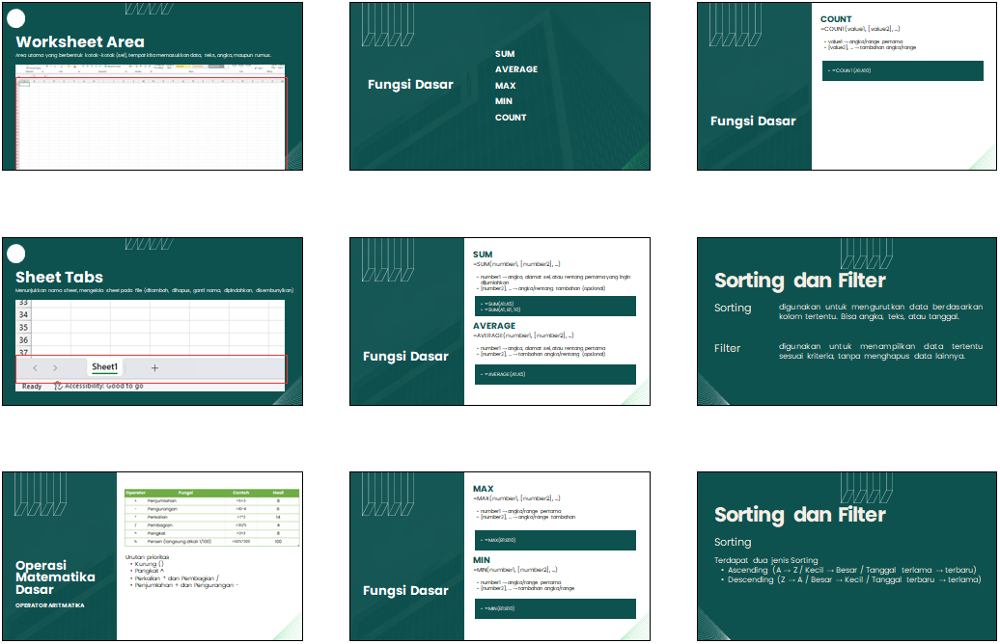 Worksheet Area
Area utama yang berbentuk kotak-kotak (sel), tempat kita memasukkan data, teks, angka, maupun rumus.
Fungsi Dasar
SUM
AVERAGE
MAX
MIN
COUNT
COUNT
=COUNT(value1, [value2], …)
• value1 → angka/range pertama
• [value2], … → tambahan angka/range
• =COUNT(A1:A10)
Fungsi Dasar
Sheet Tabs
Menunjukkan nama sheet, mengelola sheet pada file (ditambah, dihapus, ganti nama, dipindahkan, disembunyikan)
33
34
35
36
37
Sheet1
Ready
Accessibility: Good to go
SUM
=SUM(number1, [number2], …)
• number1 → angka, alamat sel, atau rentang pertama yang ingin
dijumlahkan
• [number2], … → angka/rentang tambahan (opsional)
• =SUM(A1:A5)
• =SUM(A1, B1, 10)
AVERAGE
=AVERAGE(number1, [number2], …)
• number1 → angka, alamat sel, atau rentang pertama
• [number2], … → tambahan angka/rentang (opsional)
• =AVERAGE(A1:A5)
Fungsi Dasar
Sorting dan Filter
Sorting
digunakan untuk mengurutkan data berdasarkan
kolom tertentu. Bisa angka, teks, atau tanggal.
Filter
digunakan untuk menampilkan data tertentu
sesuai kriteria, tanpa menghapus data lainnya.
Operasi
Matematika
Dasar
OPERATOR ARITMATIKA
Operator Fungsi Contoh Hasil
+ Penjumlahan =5+3 8
- Pengurangan =10-4 6
* Perkalian =7*2 14
/ Pembagian =20/5 4
^ Pangkat =2^3 8
% Persen (langsung dikali 1/100) 100
Urutan prioritas
• Kurung ( )
• Pangkat ^
• Perkalian * dan Pembagian /
• Penjumlahan + dan Pengurangan -
MAX
=MAX(number1, [number2], …)
• number1 → angka/range pertama
• [number2], … → angka/range tambahan
• =MAX(B1:B10)
MIN
=MIN(number1, [number2], …)
• number1 → angka/range pertama
• [number2], … → tambahan angka/range
• =MIN(B1:B10)
Fungsi Dasar
Sorting dan Filter
Sorting
Terdapat dua jenis Sorting
• Ascending (A → Z / Kecil → Besar / Tanggal terlama → terbaru)
• Descending (Z → A / Besar → Kecil / Tanggal terbaru → terlama)